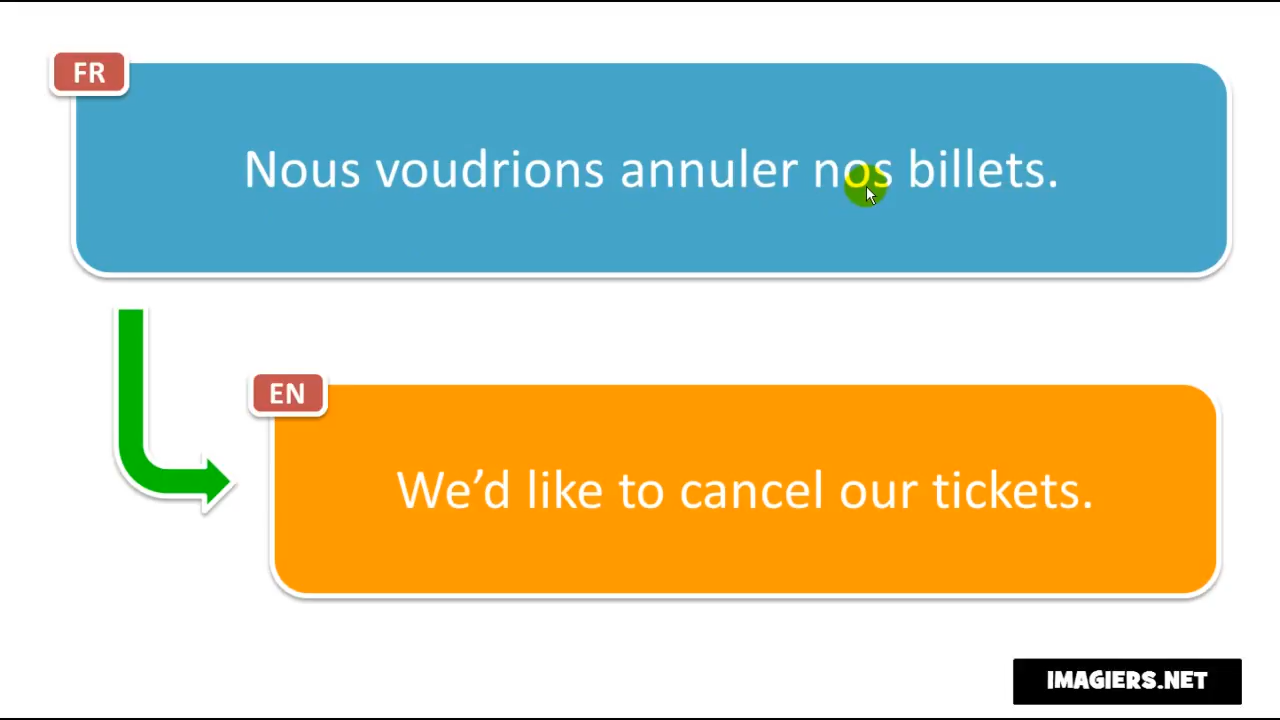 FR
Nous voudrions annuler nos billets.
EN
We’d like to cancel our tickets.
IMAGIERS.NET